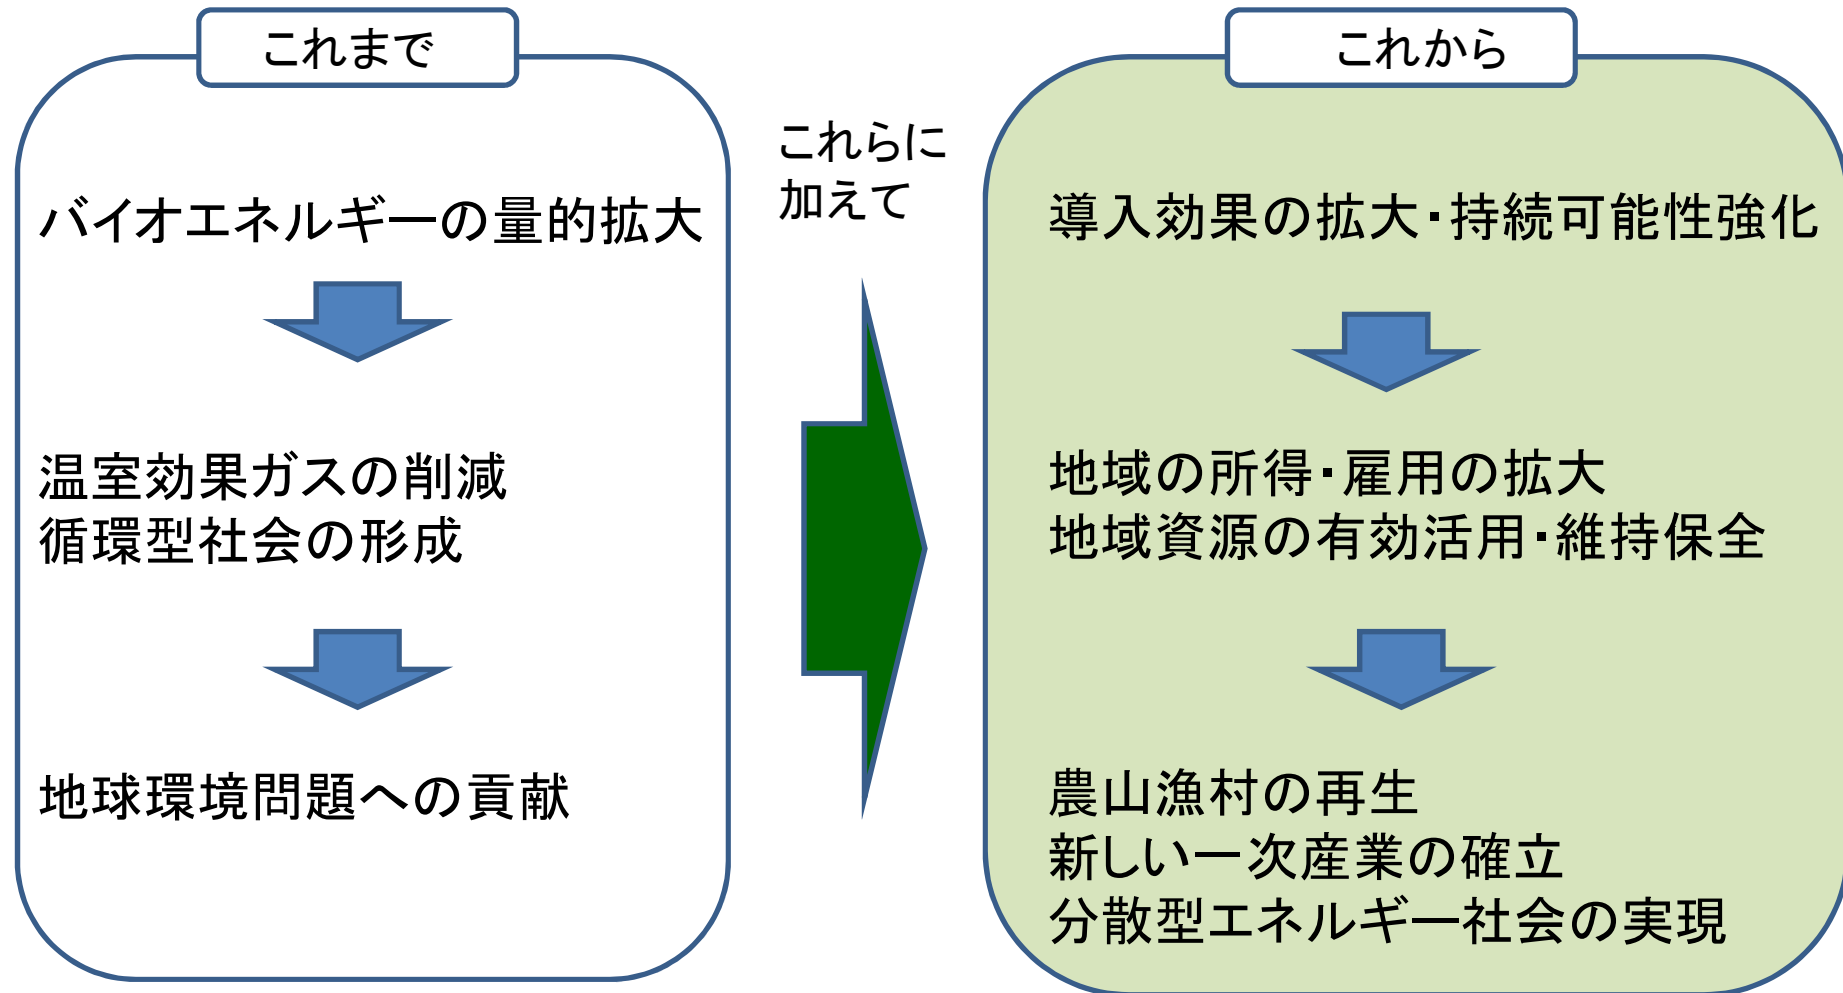 これまで
バイオエネルギーの量的拡大
温室効果ガスの削減
循環型社会の形成
地球環境問題への貢献
これらに
加えて
これから
導入効果の拡大・持続可能性強化
地域の所得・雇用の拡大
地域資源の有効活用・維持保全
農山漁村の再生
新しい一次産業の確立
分散型エネルギー社会の実現